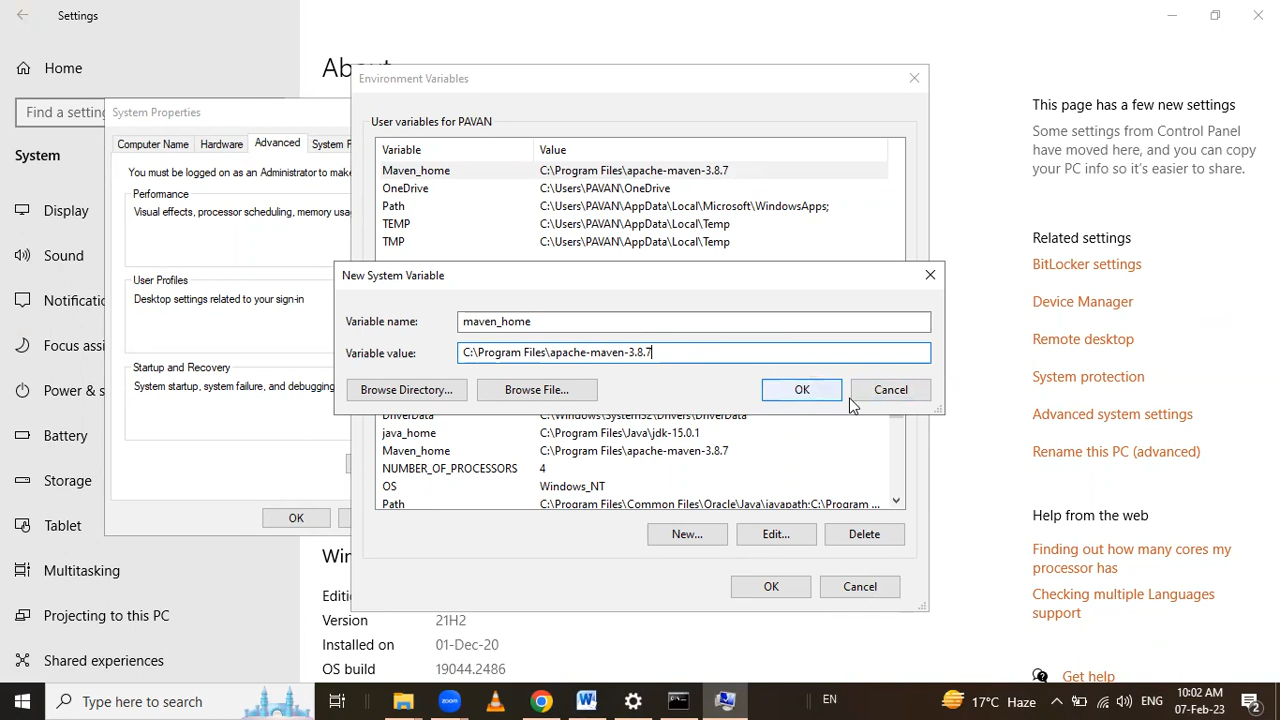 Settings
Home
Find a setting
System
Display
Sound
Notificatio
Focus assi
Power & s
Battery
Storage
Tablet
Multitasking
Projecting to this PC
Shared experiences
About
System Properties
Computer Name
Hardware
Advanced
System P
You must be logged on as an Administrator to make
Performance
Visual effects, processor scheduling, memory usa
User Profiles
Desktop settings related to your sign-in
Startup and Recovery
System startup, system failure, and debugging
OK
Environment Variables
User variables for PAVAN
Variable Value
Maven_home C:\Program Files\apache-maven-3.8.7
OneDrive C:\Users\PAVAN\OneDrive
Path C:\Users\PAVAN\AppData\Local\Microsoft\WindowsApps;
TEMP C:\Users\PAVAN\AppData\Local\Temp
TMP C:\Users\PAVAN\AppData\Local\Temp
New System Variable
Variable name: maven_home
Variable value: C:\Program Files\apache-maven-3.8.7
Browse Directory... Browse File... OK Cancel
DriverData C:\Windows\System32\Drivers\DriverData
java_home C:\Program Files\Java\jdk-15.0.1
Maven_home C:\Program Files\apache-maven-3.8.7
NUMBER_OF_PROCESSORS 4
OS Windows_NT
Path C:\Program Files\Common Files\Oracle\Java\javapath;C:\Program ...
New... Edit... Delete
OK Cancel
Win
Editi
Version 21H2
Installed on 01-Dec-20
OS build 19044.2486
This page has a few new settings
Some settings from Control Panel
have moved here, and you can copy
your PC info so it's easier to share.
Related settings
BitLocker settings
Device Manager
Remote desktop
System protection
Advanced system settings
Rename this PC (advanced)
Help from the web
Finding out how many cores my
processor has
Checking multiple Languages
support
Get help
Type here to search
zoom
W
EN
17°C Haze
ENG
10:02 AM
07-Feb-23
2